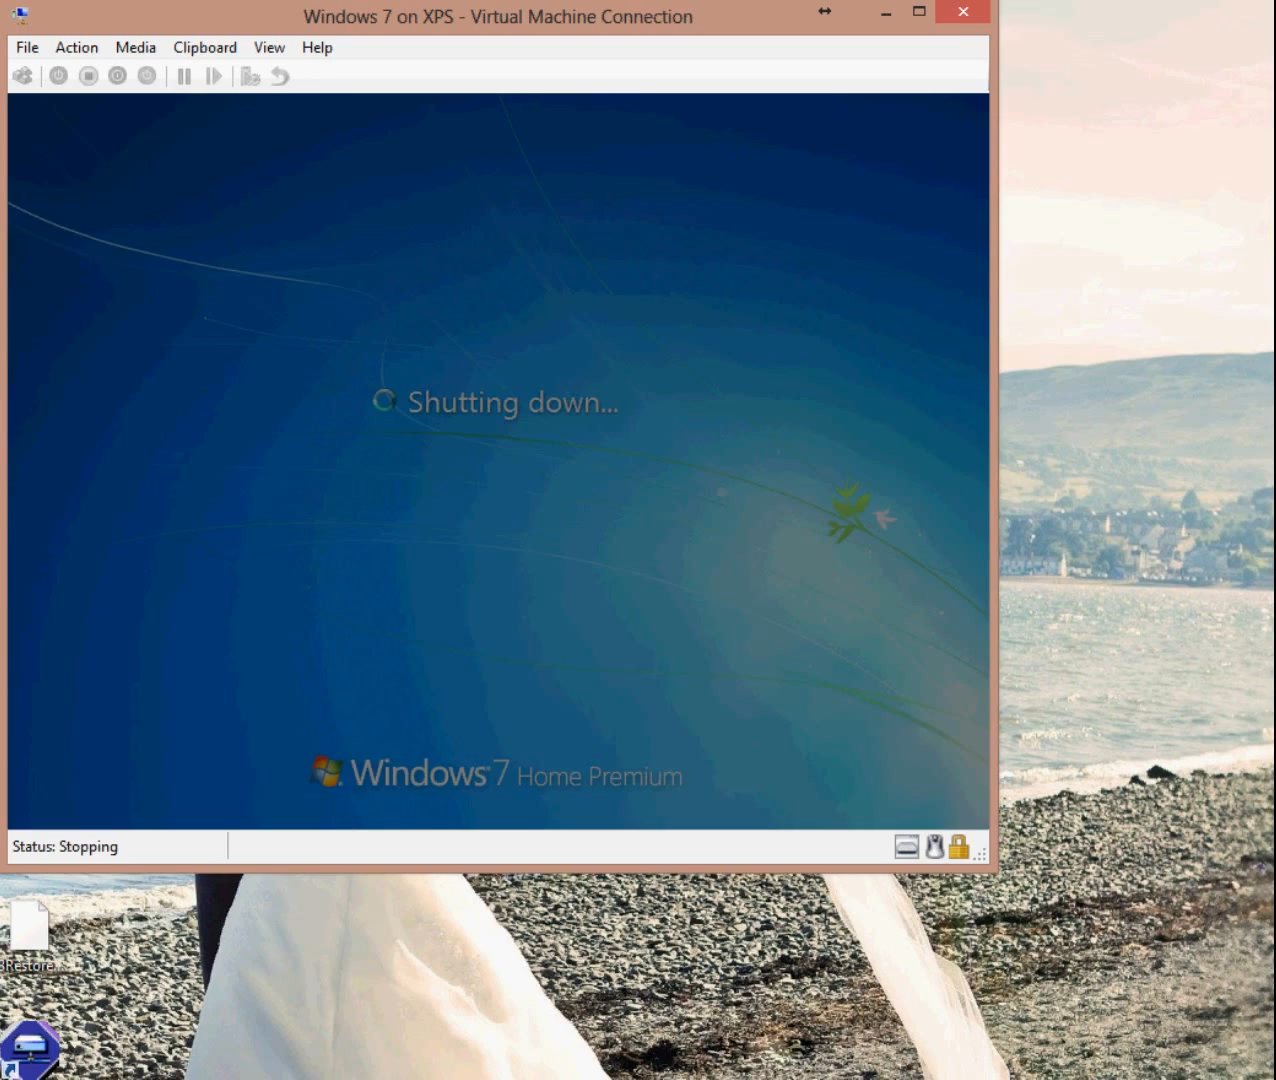 Windows 7 on XPS - Virtual Machine Connection
File Action Media Clipboard View Help
Shutting down...
Windows 7 Home Premium
Status: Stopping